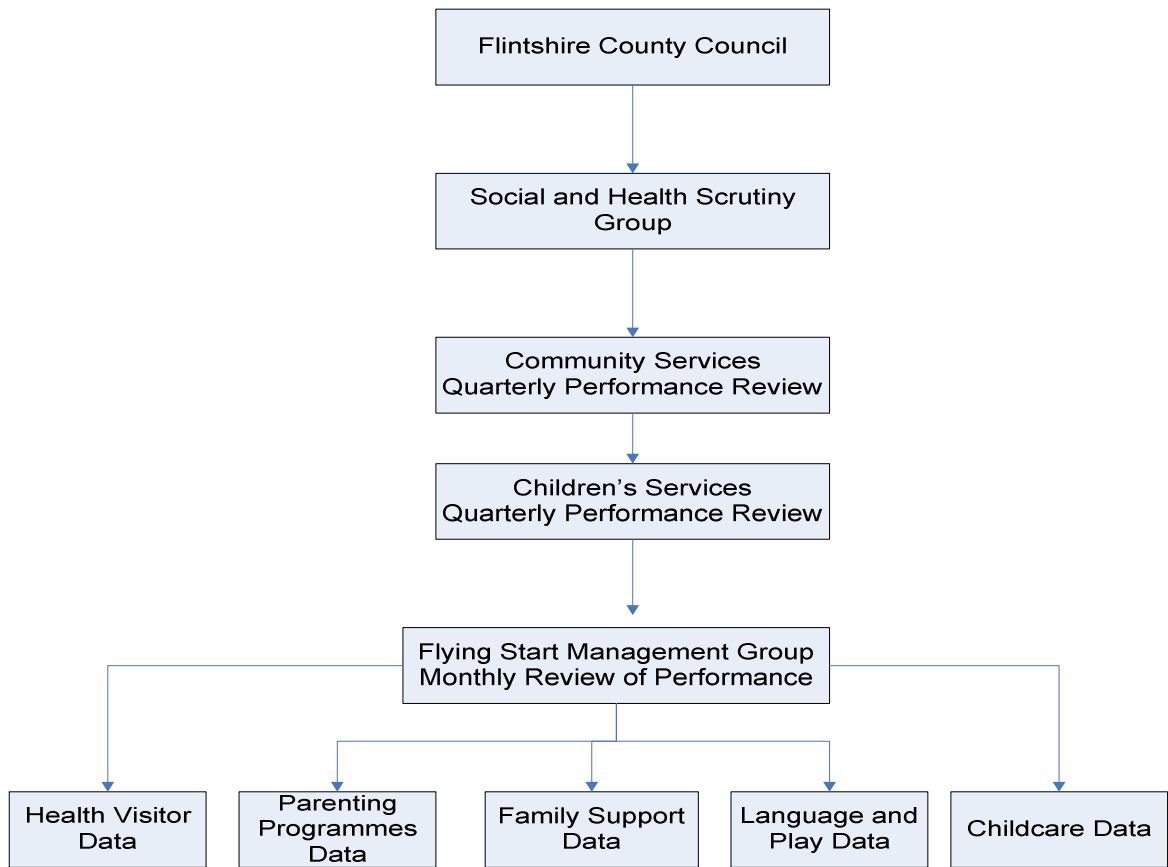 Flintshire County Council
Social and Health Scrutiny
Group
Community Services
Quarterly Performance Review
Children’s Services
Quarterly Performance Review
Flying Start Management Group
Monthly Review of Performance
Health Visitor
Data
Parenting
Programmes
Data
Family Support
Data
Language and
Play Data
Childcare Data